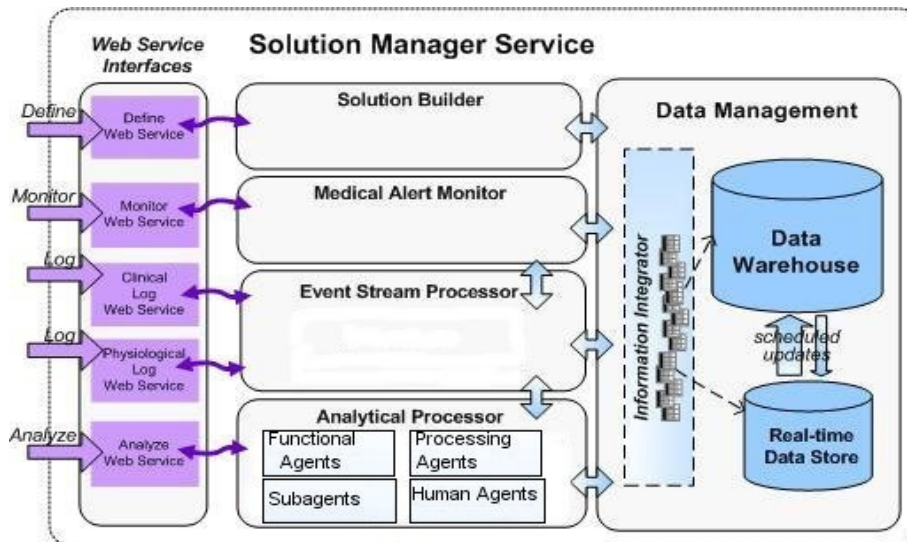 Web Service
Interfaces
Solution Manager Service
Define
Define
Web Service
Monitor
Monitor
Web Service
Log
Clinical
Log
Web Service
Log
Physiological
Log
Web Service
Analyze
Analyze
Web Service
Solution Builder
Medical Alert Monitor
Event Stream Processor
Analytical Processor
Functional
Agents
Processing
Agents
Subagents
Human Agents
Data Management
Information Integrator
Data
Warehouse
scheduled
updates
Real-time
Data Store